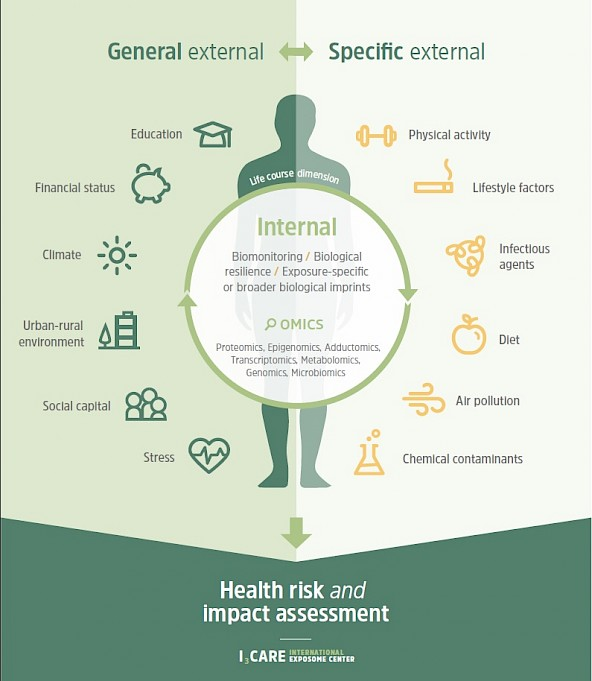 General external
Specific external
Education
Financial status
Climate
Urban-rural
environment
Social capital
Stress
Physical activity
Lifestyle factors
Infectious
agents
Diet
Air pollution
Chemical contaminants
Life course dimension
Internal
Biomonitoring / Biological
resilience / Exposure-specific
or broader biological imprints
OMICS
Proteomics, Epigenomics, Adductomics,
Transcriptomics, Metabolomics,
Genomics, Microbiomics
Health risk and
impact assessment
I3CARE INTERNATIONAL
EXPOSOME CENTER